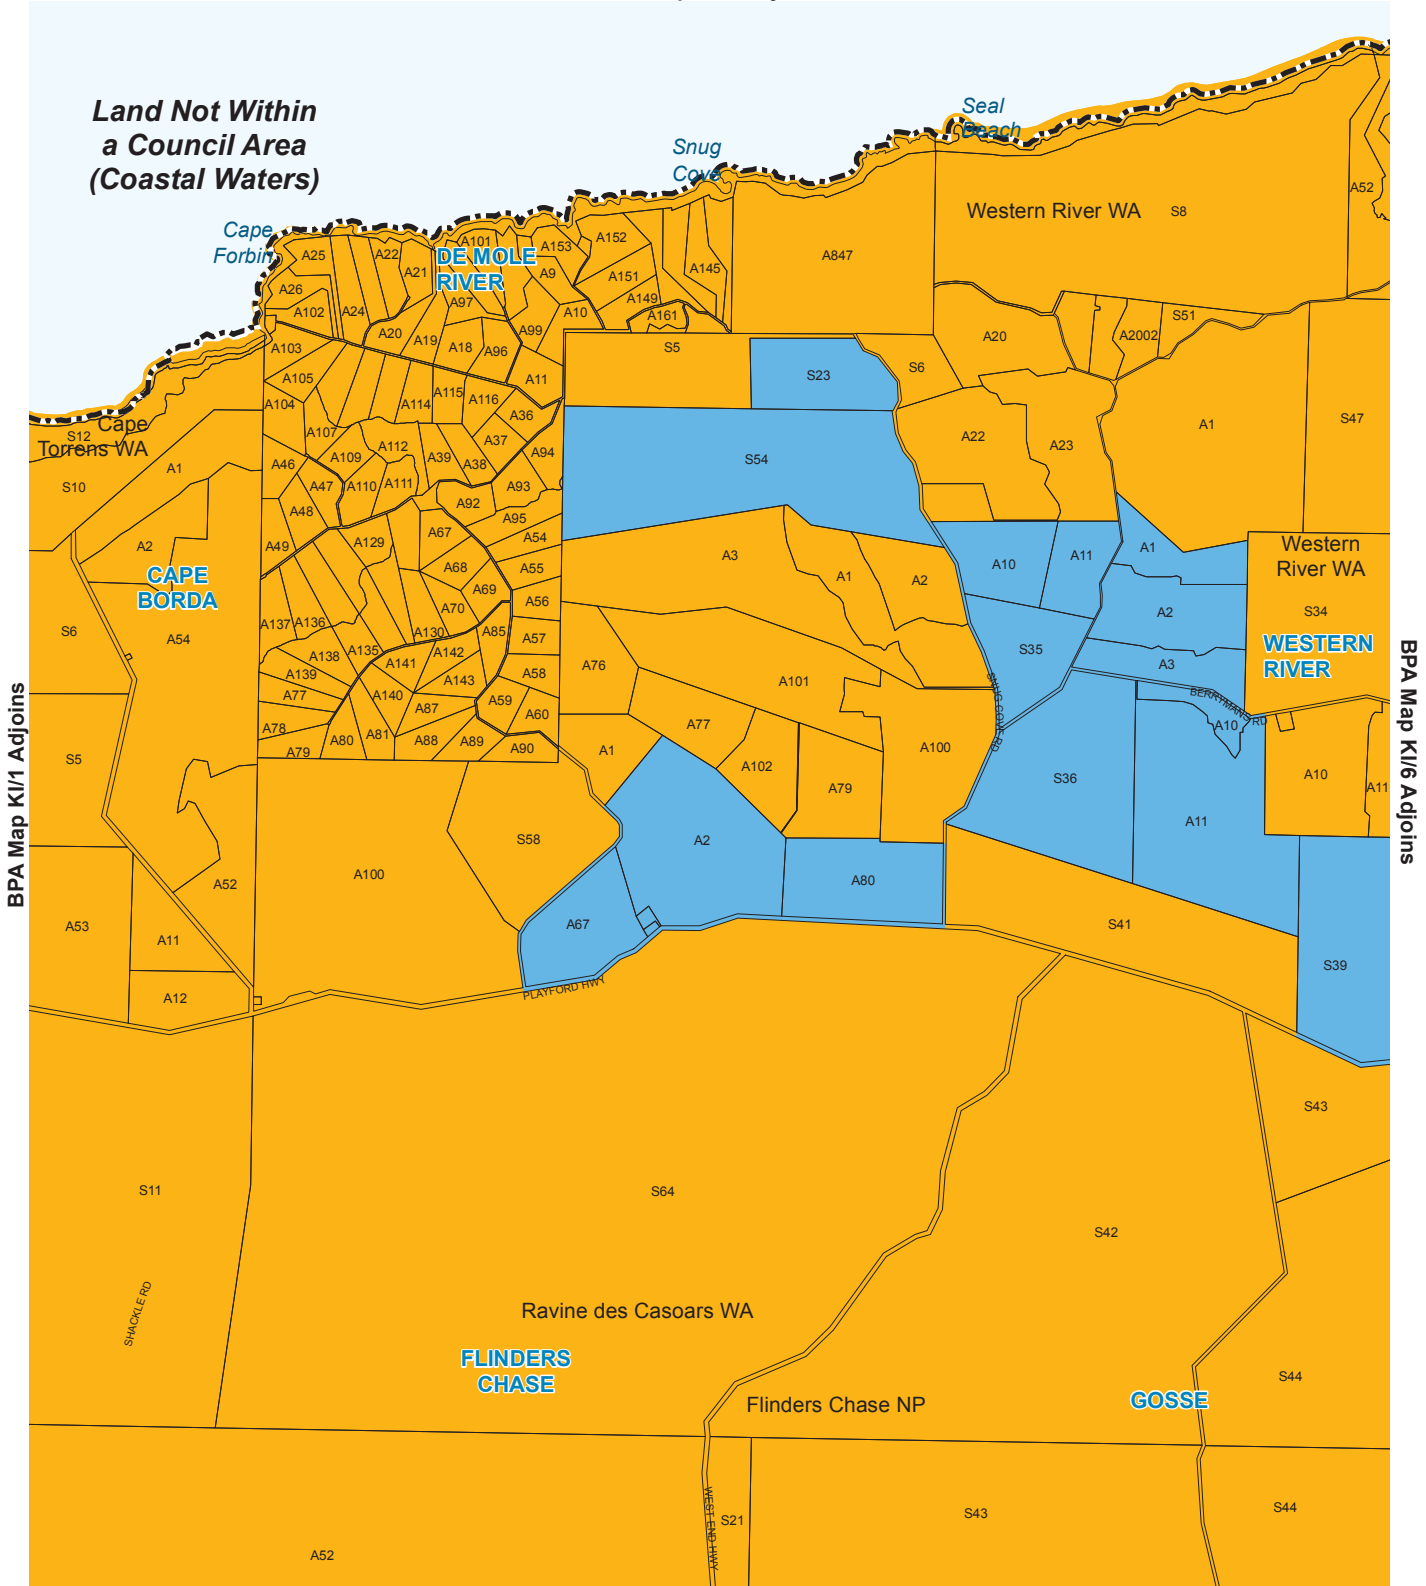 Land Not Within
a Council Area
(Coastal Waters)
Seal
Beach
Snug
Cove
Cape
Forbin
Western River WA
S8
A52
A25
A22
A21
A101
DE MOLE
RIVER
A153
A152
A9
A151
A145
A847
A26
A102
A24
A20
A19
A97
A18
A96
A99
A10
A149
A161
A20
A2002
S51
A103
A105
A104
A114
A115
A116
A11
S5
S23
S6
A1
S47
Cape
Torrens WA
S12
S10
A1
A107
A109
A112
A39
A38
A37
A36
A94
A22
A23
A46
A47
A110
A111
A93
S54
A48
A49
A92
A95
A54
A2
CAPE
BORDA
A129
A67
A68
A69
A55
A56
A3
A1
A2
A10
A11
A1
A2
A3
Western
River WA
S34
WESTERN
RIVER
S6
A54
A137
A136
A130
A70
A85
A57
A138
A135
A142
A141
A58
A139
A143
A140
A77
A87
A59
A60
A78
A79
A80
A81
A88
A89
A90
A76
A101
S35
SNUG COVE RD
BERRYMANS RD
A10
S5
A77
A1
A102
A79
A100
S36
A11
A10
A11
BPA Map KI/1 Adjoins
BPA Map KI/6 Adjoins
A100
S58
A2
A80
A52
A53
A11
A12
A67
S41
S39
PLAYFORD HWY
S11
S64
S42
S43
SHACKLE RD
Ravine des Casoars WA
FLINDERS
CHASE
Flinders Chase NP
GOSSE
S44
A52
S21
WEST END HWY
S43
S44